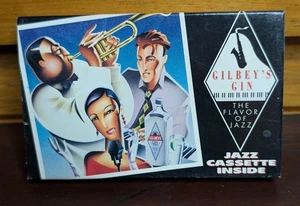 GILBEY'S
GIN
THE
FLAVOR
OF
JAZZ
JAZZ
CASSETTE
INSIDE